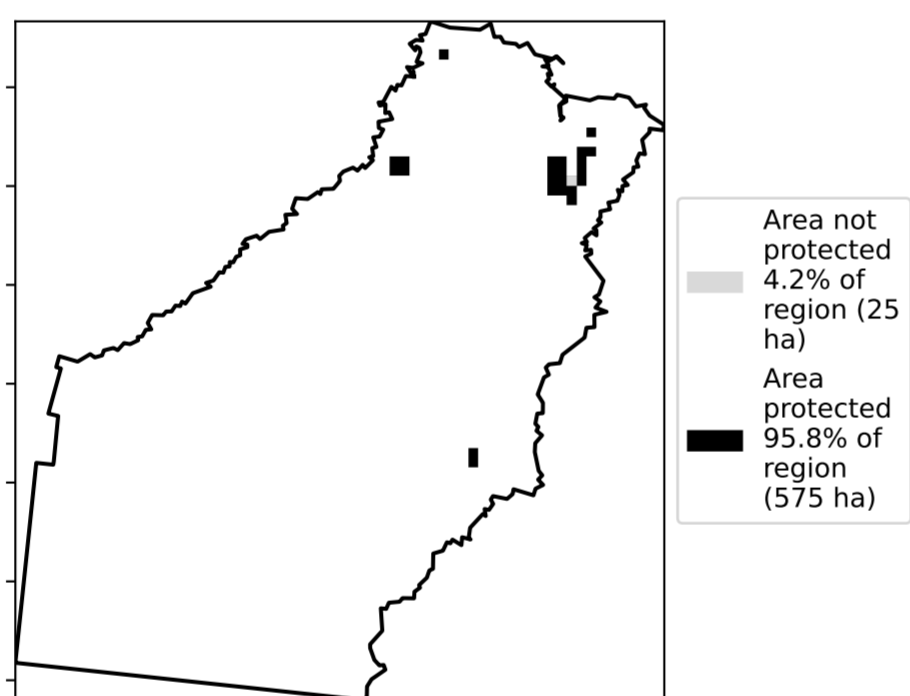 Area not
protected
4.2% of
region (25
ha)
Area
protected
95.8% of
region
(575 ha)